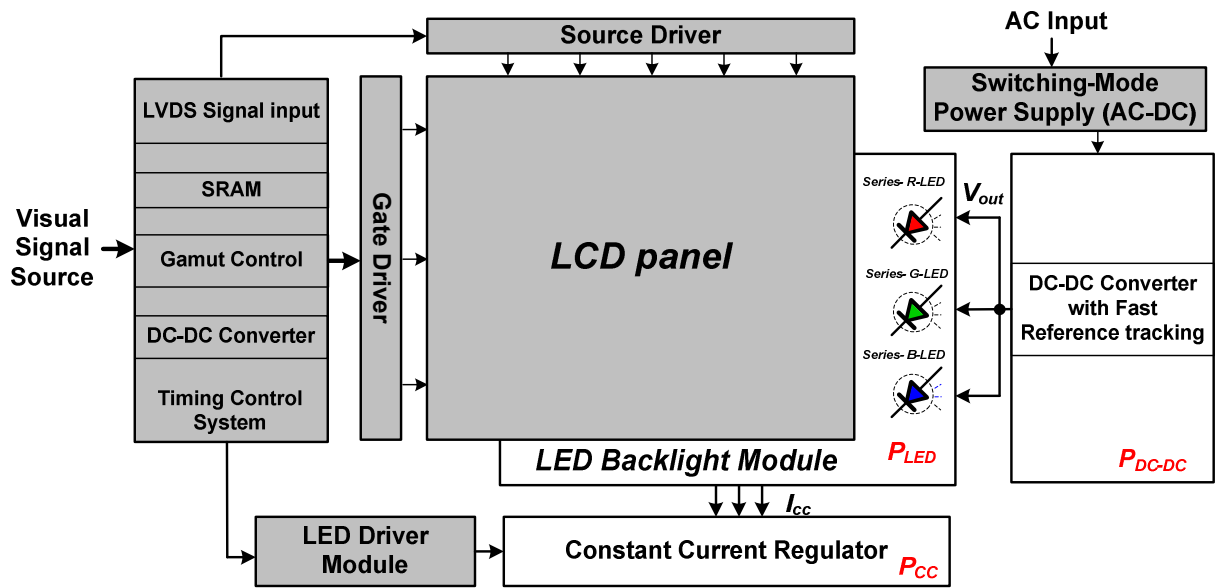 Source Driver
AC Input
Switching-Mode
Power Supply (AC-DC)
LVDS Signal input
SRAM
Gamut Control
DC-DC Converter
Timing Control
System
Visual
Signal
Source
Gate Driver
LCD panel
Series- R-LED
Series- G-LED
Series- B-LED
Vout
DC-DC Converter
with Fast
Reference tracking
LED Backlight Module
PLED
PDC-DC
Icc
LED Driver
Module
Constant Current Regulator
PCC